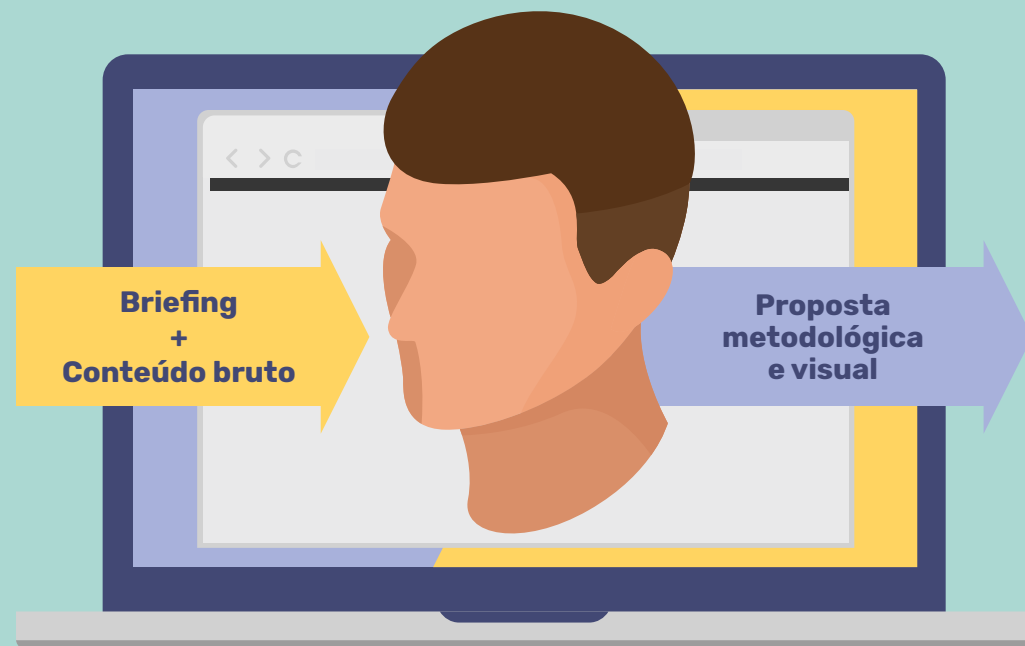 Briefing
+
Conteúdo bruto
Proposta
metodológica
e visual